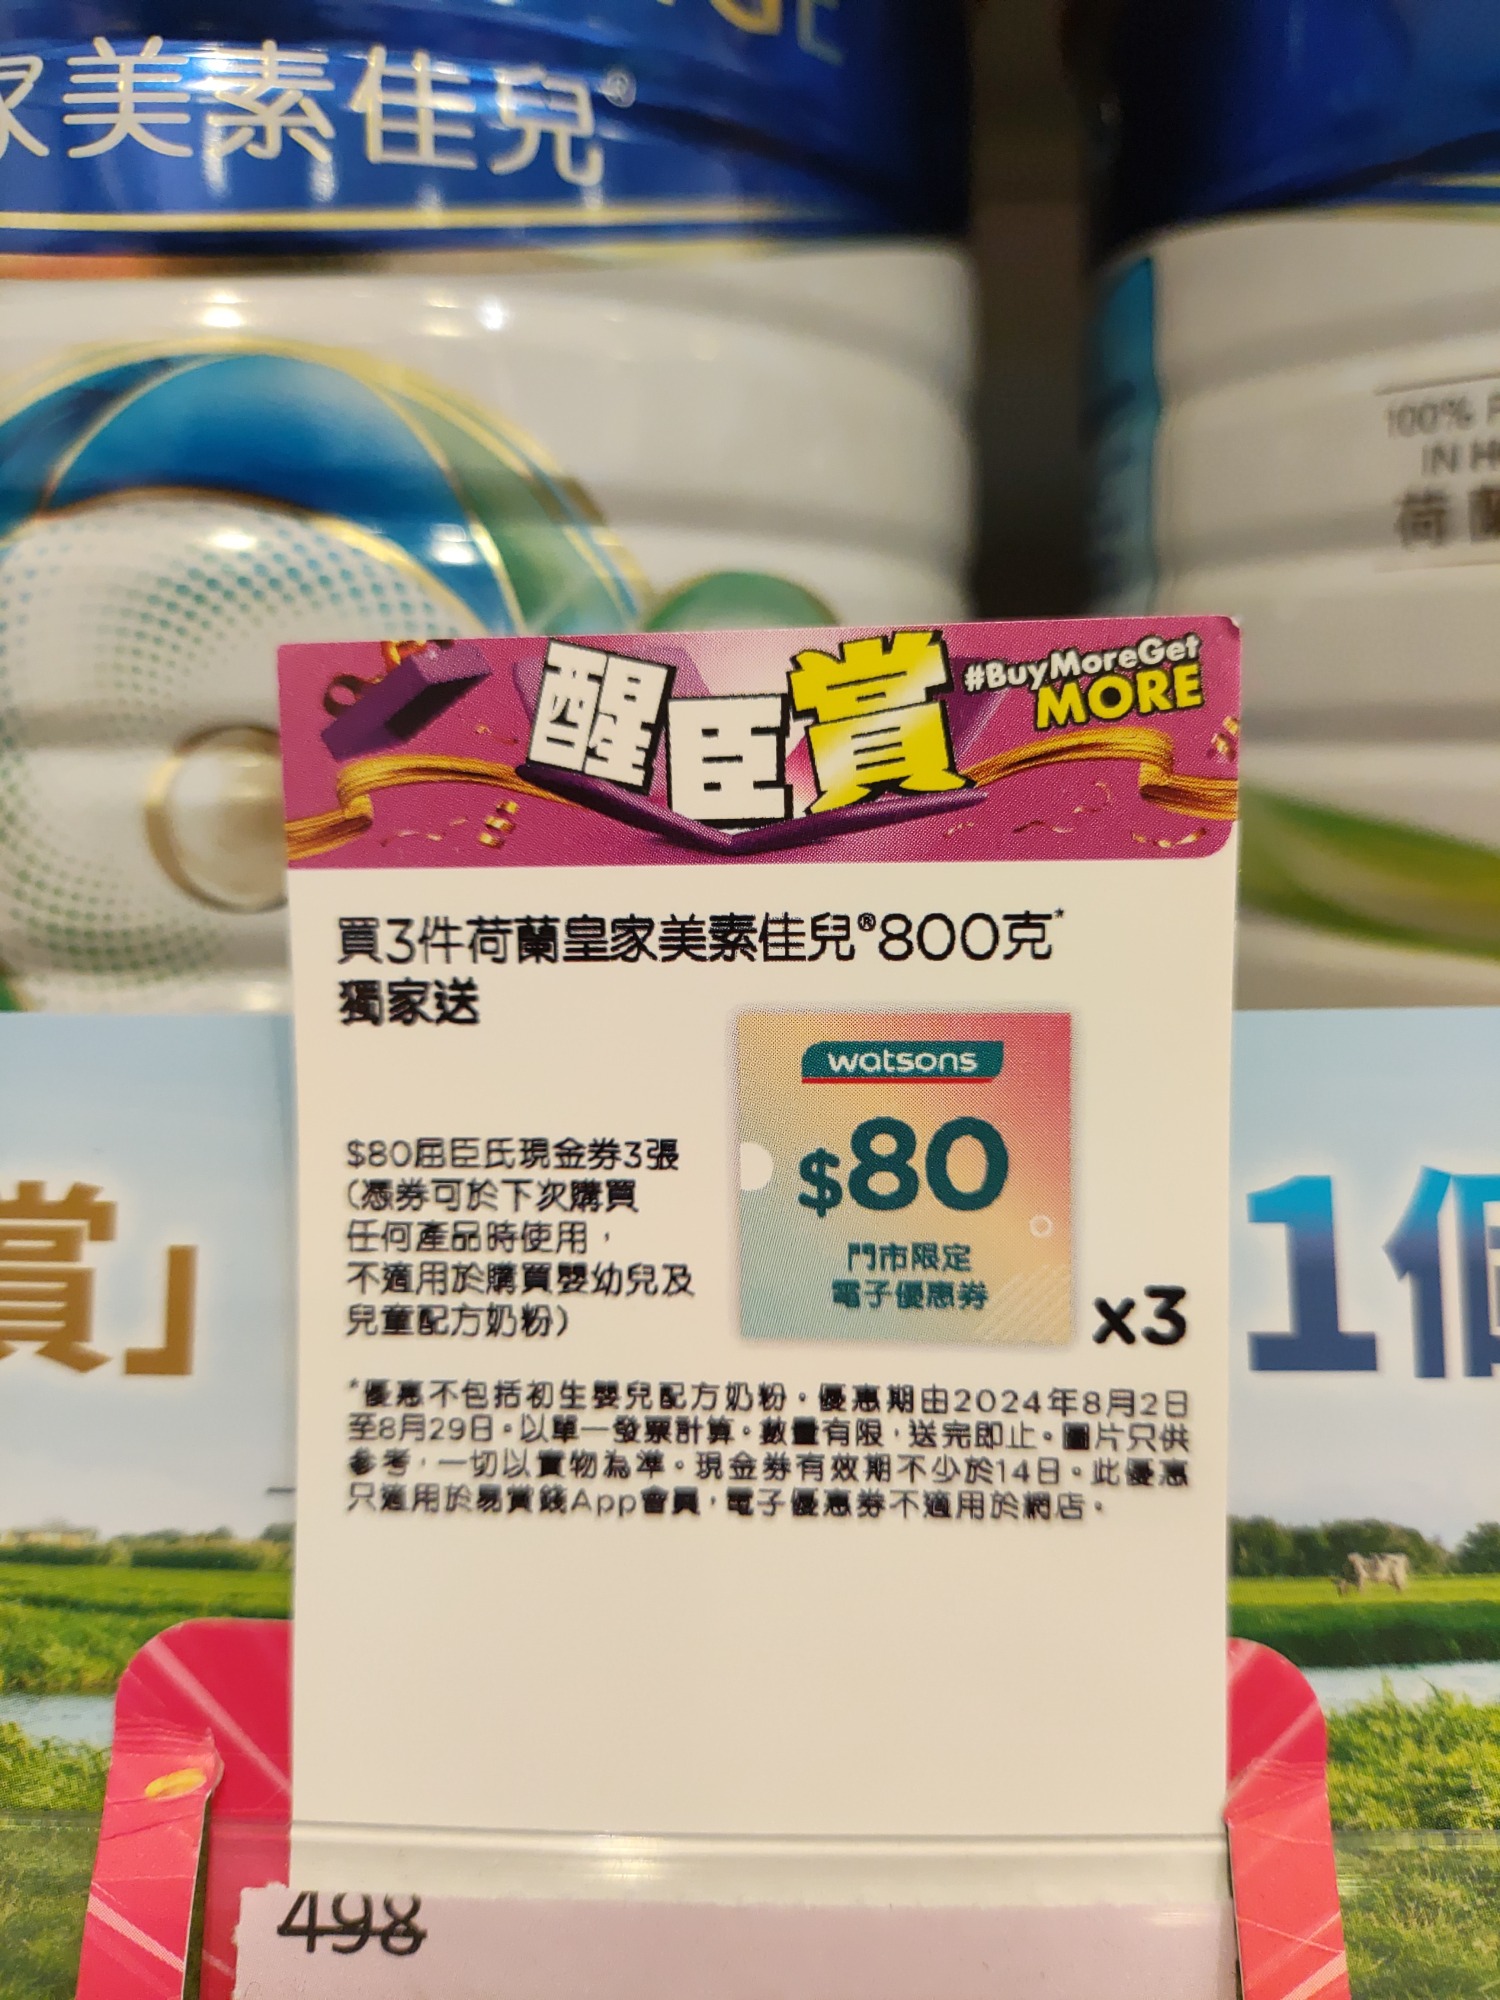 家美素佳兒®
100%
荷蘭
醒臣賞
#BuyMoreGet
MORE
買3件荷蘭皇家美素佳兒®800克*
獨家送
watsons
$80
門市限定
電子優惠券
x3
$80屈臣氏現金券3張
(憑券可於下次購買
任何產品時使用，
不適用於購買嬰幼兒及
兒童配方奶粉)
*優惠不包括初生嬰兒配方奶粉。優惠期由2024年8月2日
至8月29日。以單一發票計算。數量有限，送完即止。圖片只供
參考，一切以實物為準。現金券有效期不少於14日。此優惠
只適用於易賞錢App會員，電子優惠券不適用於網店。
賞」
1個
498